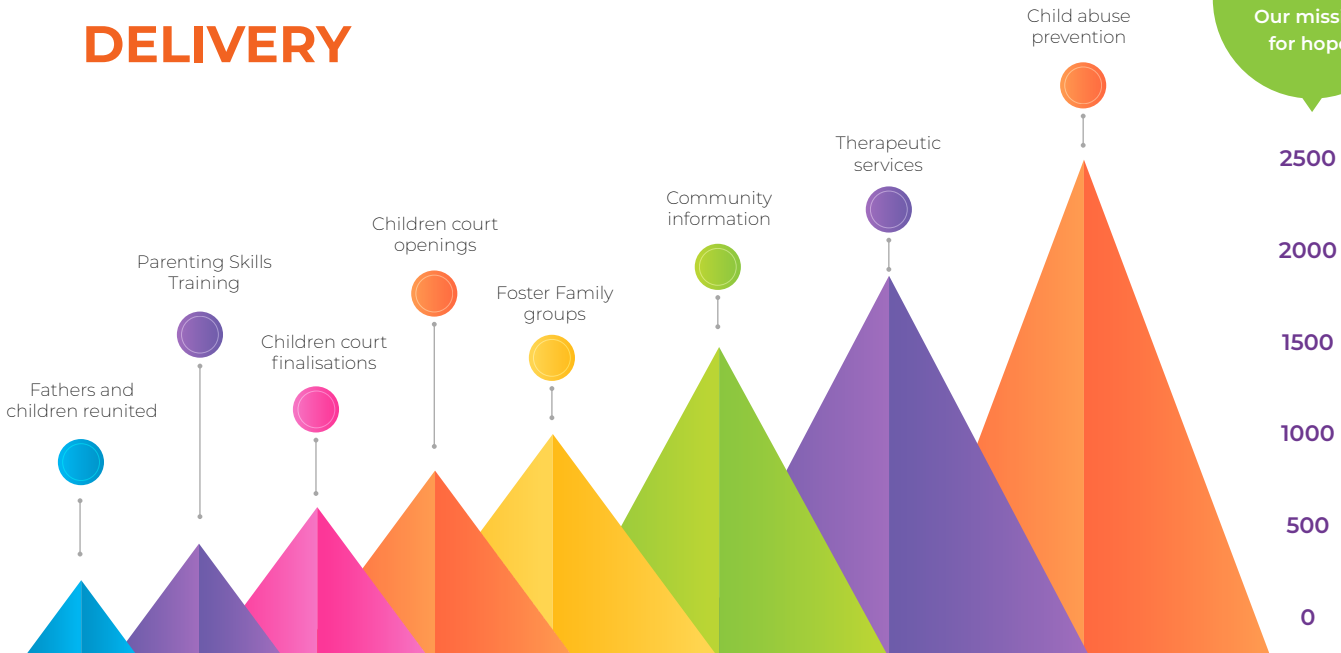 DELIVERY
Child abuse
prevention
Our miss
for hope
Therapeutic
services
Community
information
Children court
openings
Parenting Skills
Training
Foster Family
groups
Children court
finalisations
Fathers and
children reunited
2500
2000
1500
1000
500
0